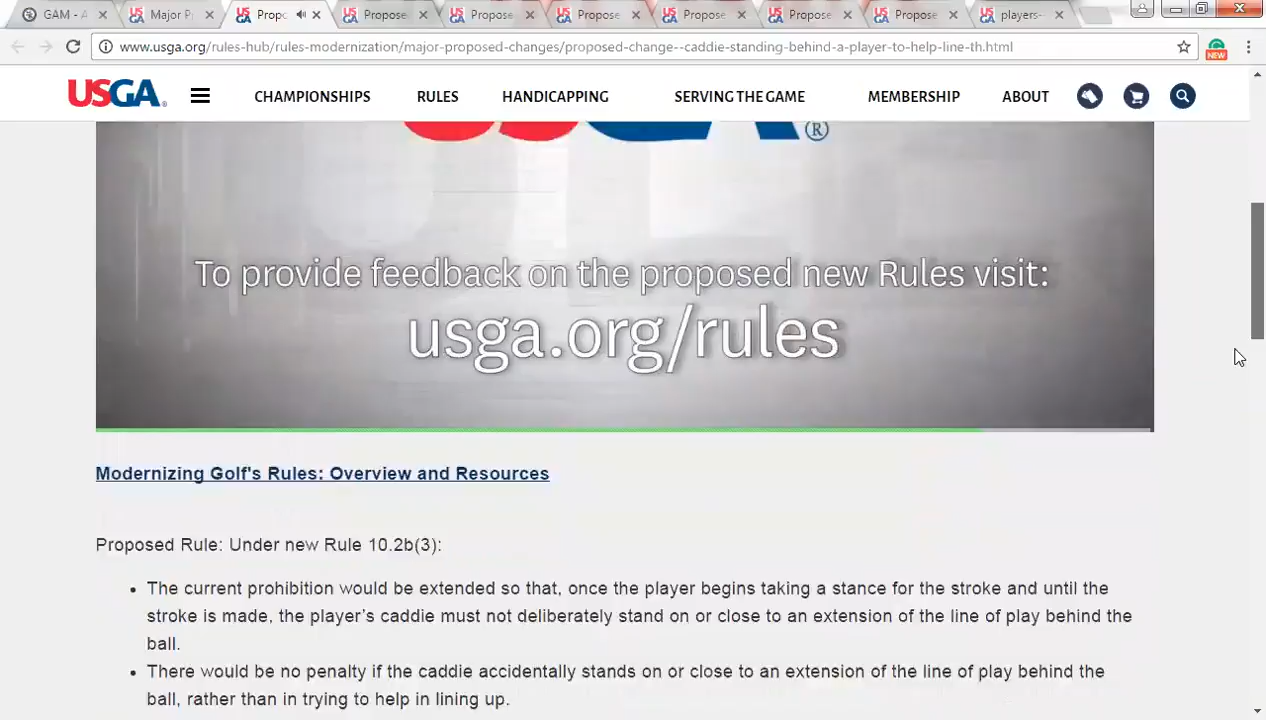 GAM - A
Major P
Propo
Propose
Propose
Propose
Propose
Propose
Propose
players-
www.usga.org/rules-hub/rules-modernization/major-proposed-changes/proposed-change--caddie-standing-behind-a-player-to-help-line-th.html
NEW
USGA® CHAMPIONSHIPS RULES HANDICAPPING SERVING THE GAME MEMBERSHIP ABOUT
®
To provide feedback on the proposed new Rules visit:
usga.org/rules
Modernizing Golf's Rules: Overview and Resources
Proposed Rule: Under new Rule 10.2b(3):
• The current prohibition would be extended so that, once the player begins taking a stance for the stroke and until the
stroke is made, the player's caddie must not deliberately stand on or close to an extension of the line of play behind the
ball.
• There would be no penalty if the caddie accidentally stands on or close to an extension of the line of play behind the
ball, rather than in trying to help in lining up.